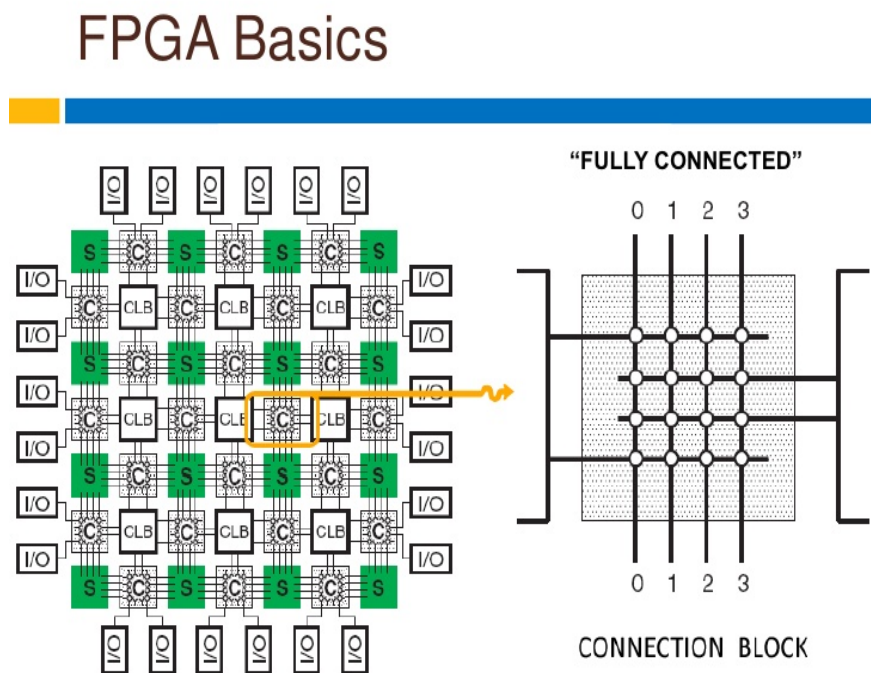 FPGA Basics
"FULLY CONNECTED"
I/O I/O I/O I/O I/O I/O
0 1 2 3
S C S C S C S
I/O I/O
C CLB C CLB C CLB C
I/O I/O
S C S C S C S
I/O I/O
C CLB C CLB C CLB C
I/O I/O
S C S C S C S
I/O I/O
C CLB C CLB C CLB C
I/O I/O
S C S C S C S
0 1 2 3
I/O I/O I/O I/O I/O I/O
CONNECTION BLOCK